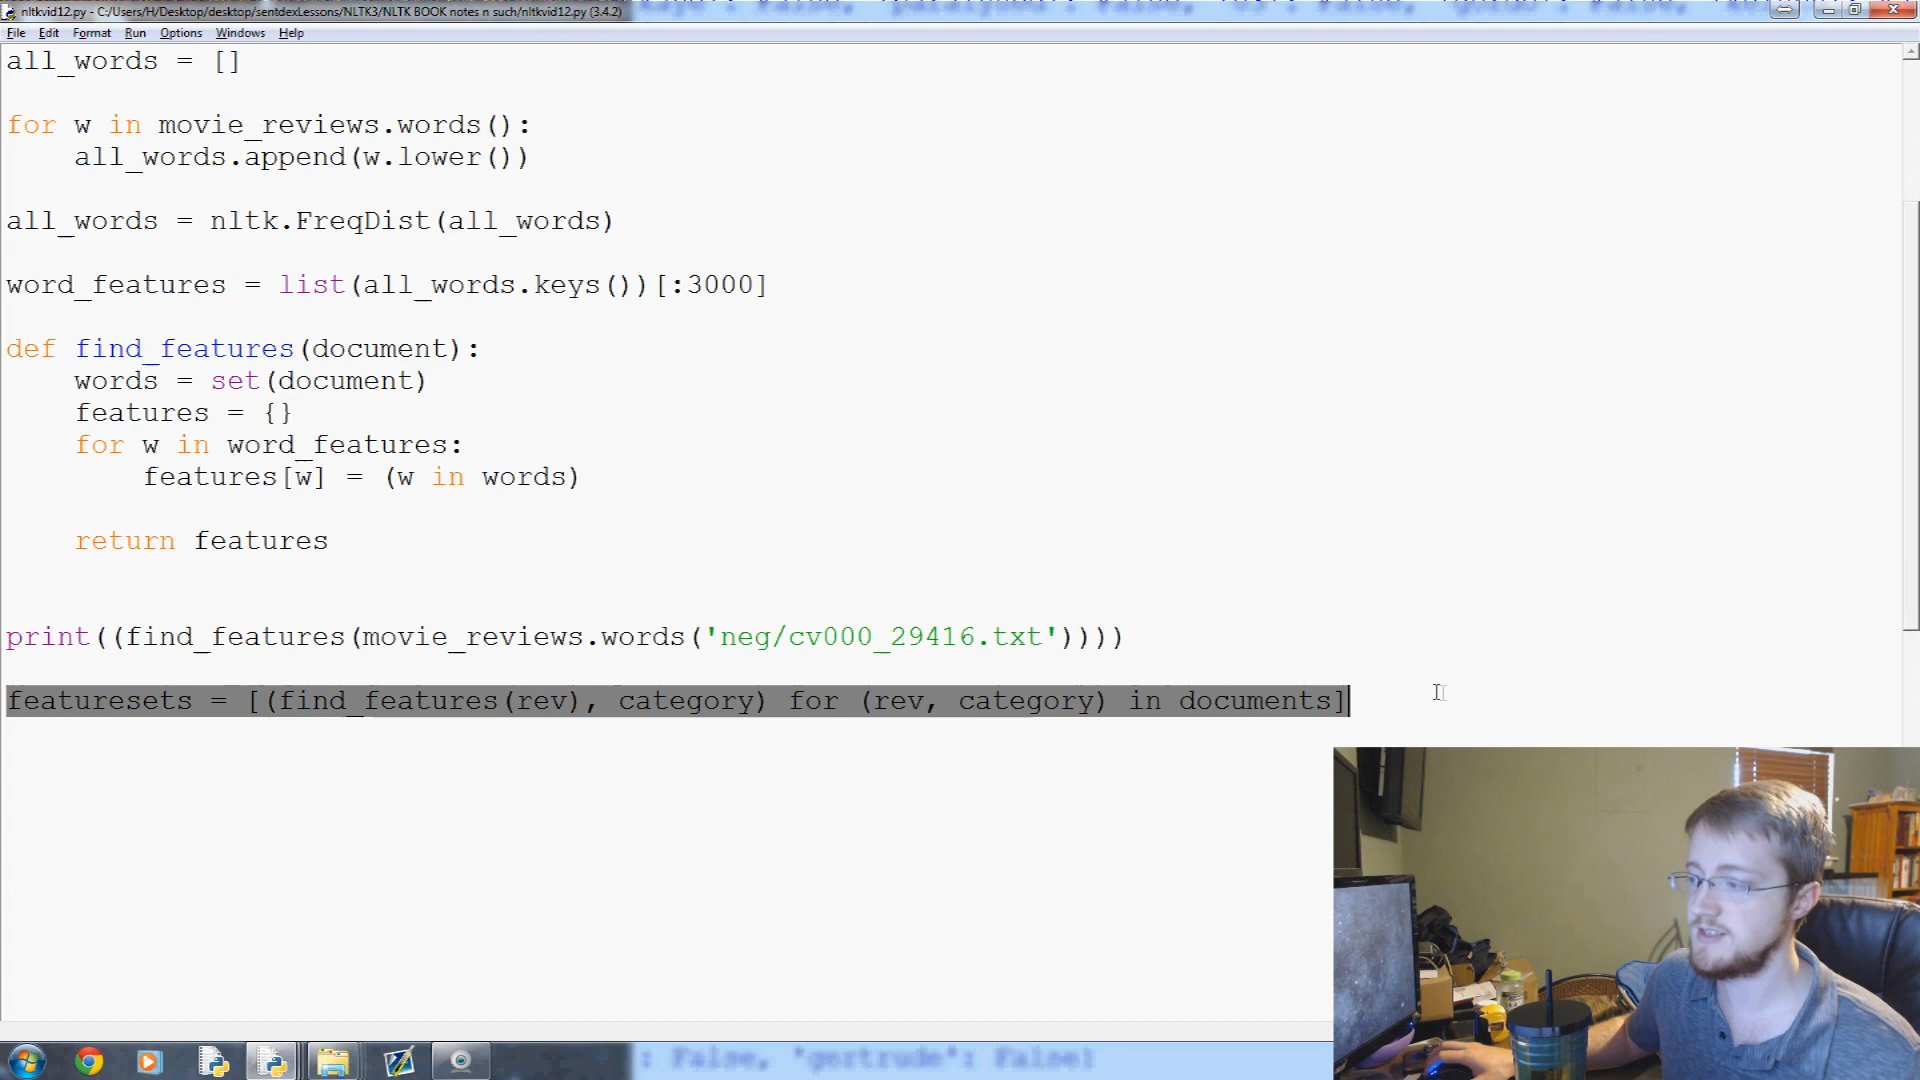 nltkvid12.py - C:/Users/H/Desktop/desktop/sentdexLessons/NLTK3/NLTK BOOK notes n such/nltkvid12.py (3.4.2)
File Edit Format Run Options Windows Help
all_words = []
for w in movie_reviews.words():
all_words.append(w.lower())
all_words = nltk.FreqDist(all_words)
word_features = list(all_words.keys())[:3000]
def find_features(document):
words = set(document)
features = {}
for w in word_features:
features[w] = (w in words)
return features
print((find_features(movie_reviews.words('neg/cv000_29416.txt'))))
featuresets = [(find_features(rev), category) for (rev, category) in documents]
: False, 'gertrude': False}